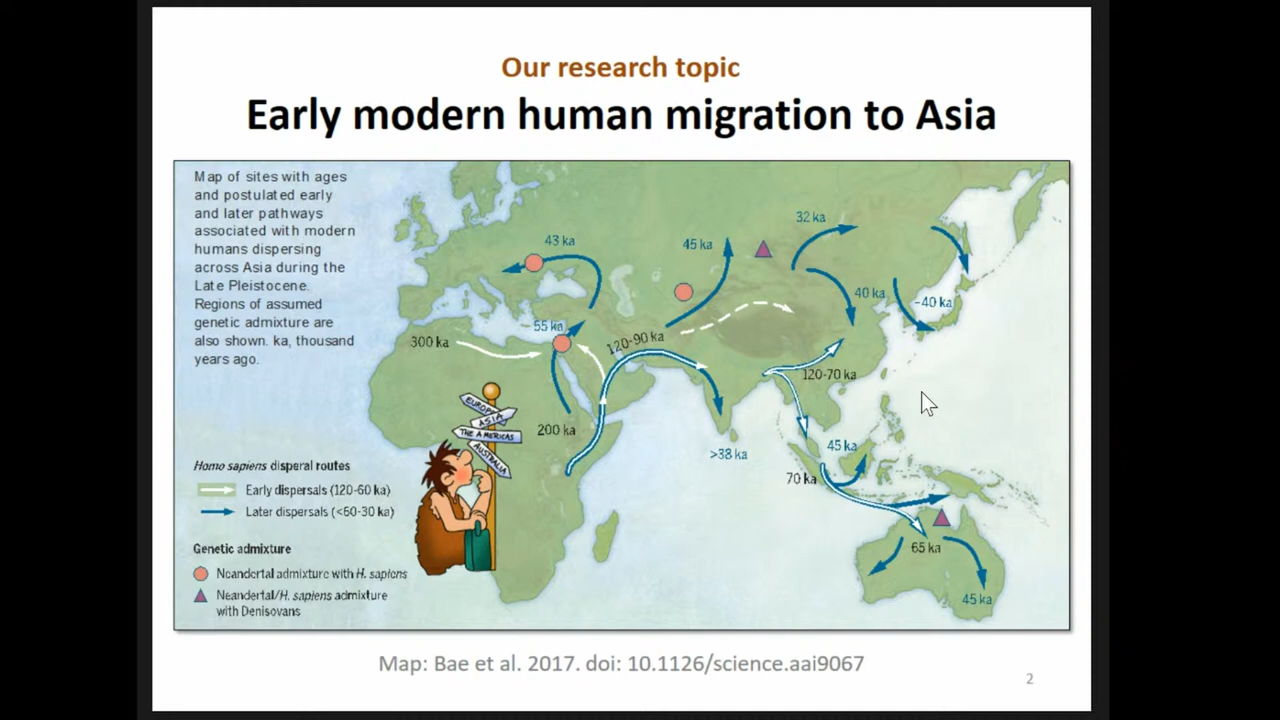 Our research topic
Early modern human migration to Asia
Map of sites with ages
and postulated early
and later pathways
associated with modern
humans dispersing
across Asia during the
Late Pleistocene.
Regions of assumed
genetic admixture are
also shown. ka, thousand
years ago.
32 ka
43 ka
45 ka
40 ka
~40 ka
55 ka
300 ka
120-90 ka
120-70 ka
200 ka
>38 ka
45 ka
70 ka
65 ka
45 ka
EUROPE
ASIA
THE AMERICAS
AUSTRALIA
Homo sapiens disperal routes
Early dispersals (120-60 ka)
Later dispersals (<60-30 ka)
Genetic admixture
Neandertal admixture with H. sapiens
Neandertal/H. sapiens admixture
with Denisovans
Map: Bae et al. 2017. doi: 10.1126/science.aai9067
2